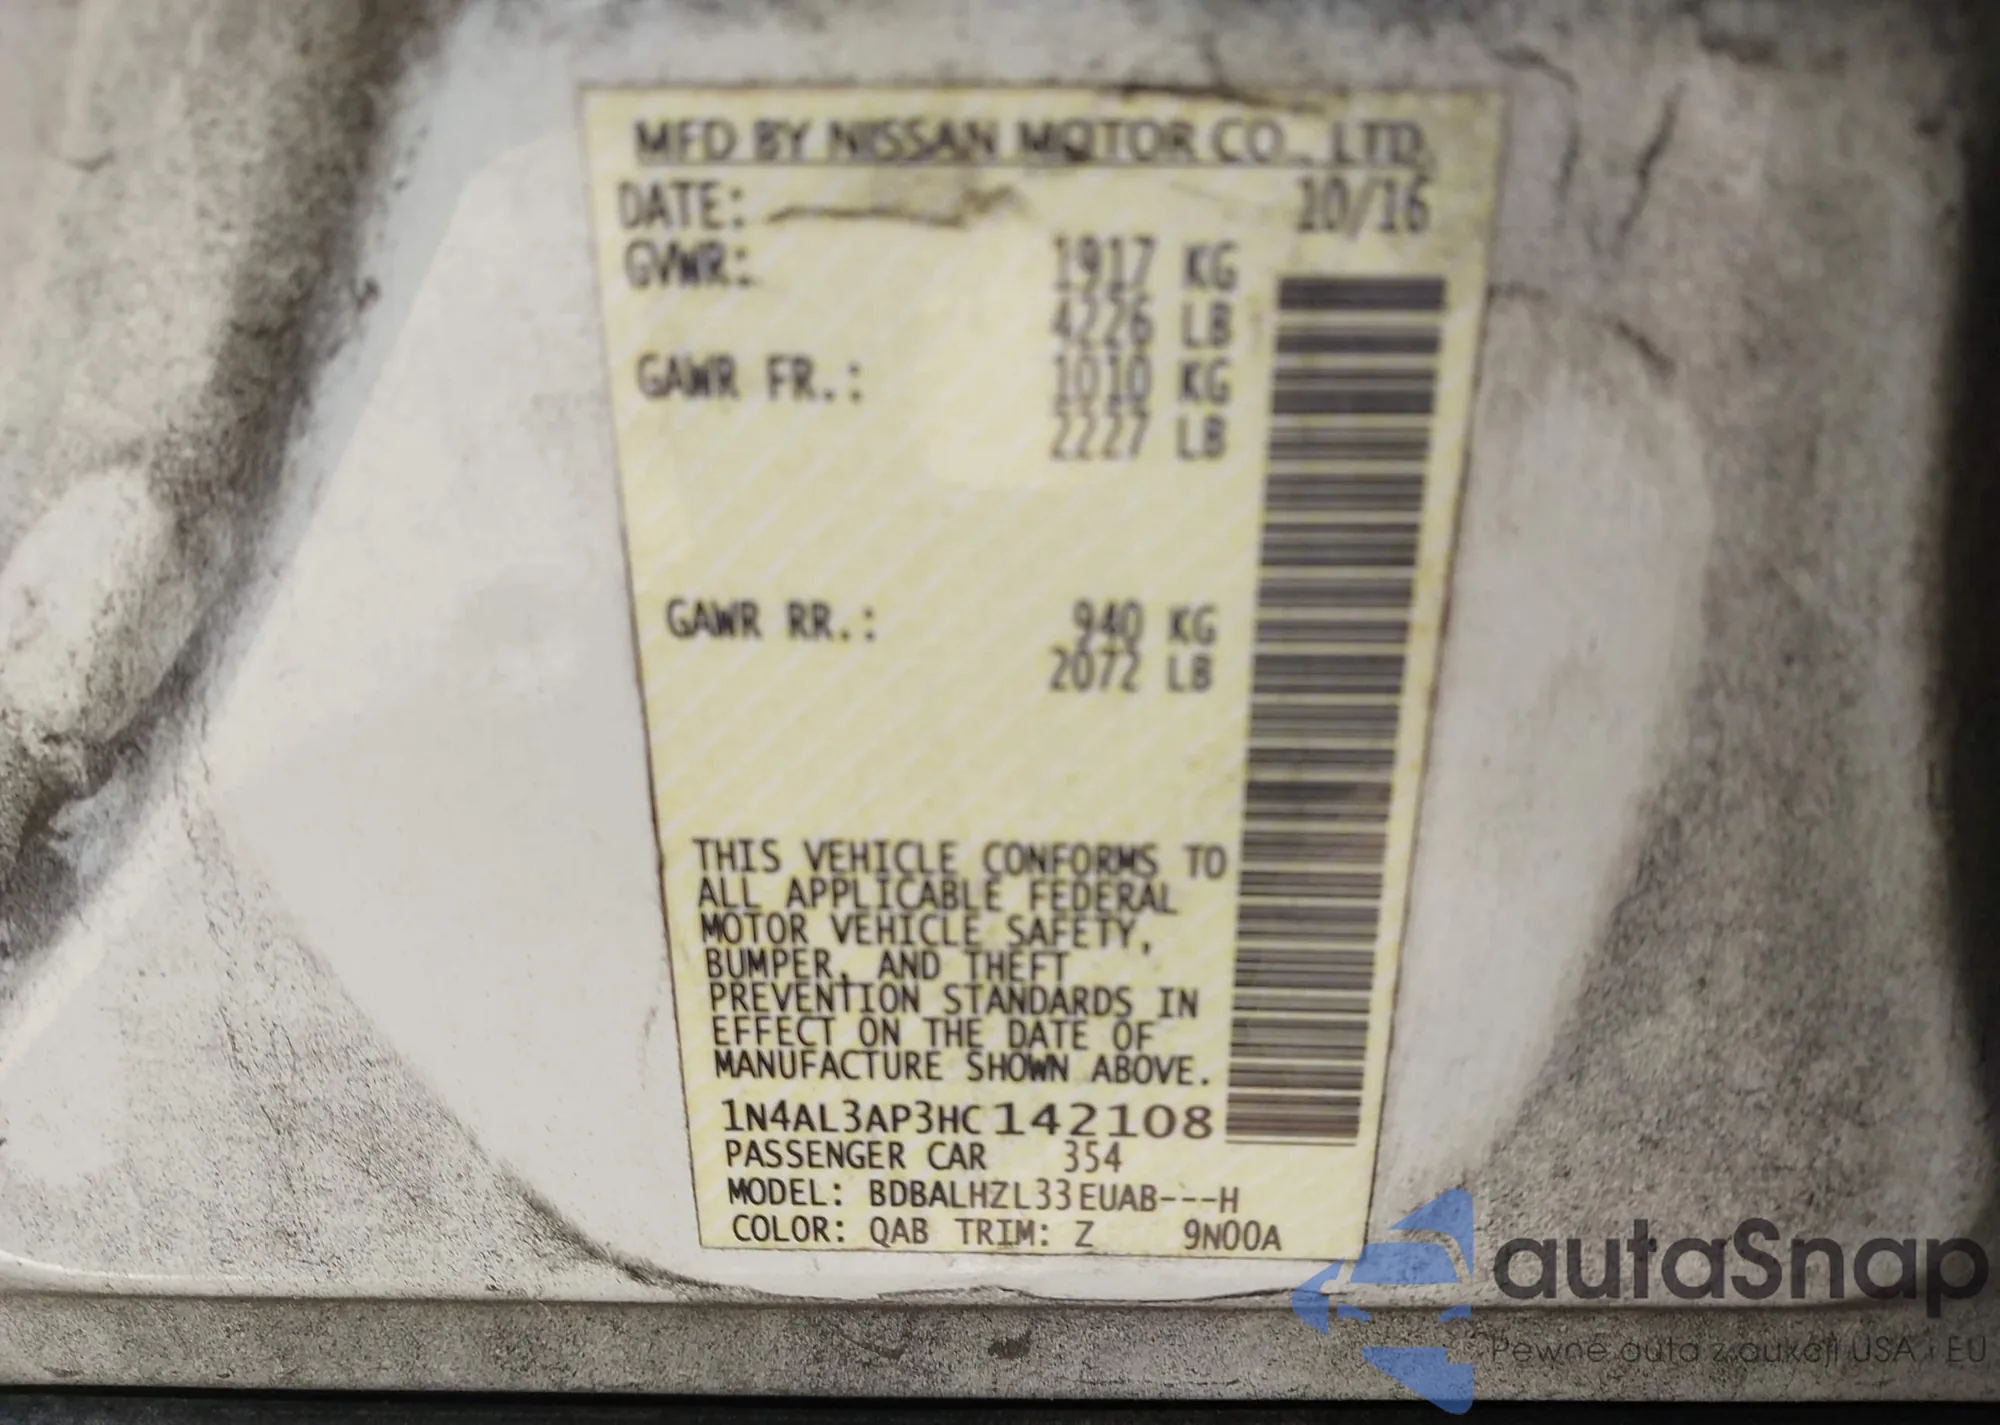 MFD BY NISSAN MOTOR CO., LTD.
DATE: 10/16
GVWR: 1917 KG
4226 LB
GAWR FR.: 1010 KG
2227 LB
GAWR RR.: 940 KG
2072 LB
THIS VEHICLE CONFORMS TO
ALL APPLICABLE FEDERAL
MOTOR VEHICLE SAFETY,
BUMPER, AND THEFT
PREVENTION STANDARDS IN
EFFECT ON THE DATE OF
MANUFACTURE SHOWN ABOVE.
1N4AL3AP3HC142108
PASSENGER CAR 354
MODEL: BDBALHZL33EUAB---H
COLOR: QAB TRIM: Z 9N00A
autaSnap
Pewne auta z aukcji USA i EU